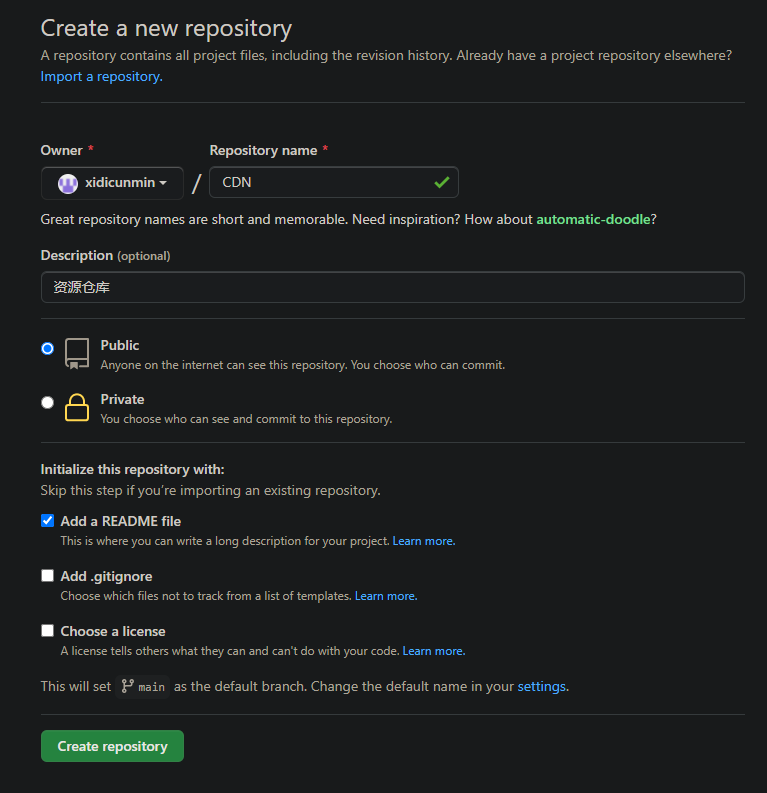 Create a new repository
A repository contains all project files, including the revision history. Already have a project repository elsewhere?
Import a repository.
Owner * Repository name *
xidicunmin / CDN
Great repository names are short and memorable. Need inspiration? How about automatic-doodle?
Description (optional)
资源仓库
Public
Anyone on the internet can see this repository. You choose who can commit.
Private
You choose who can see and commit to this repository.
Initialize this repository with:
Skip this step if you're importing an existing repository.
Add a README file
This is where you can write a long description for your project. Learn more.
Add .gitignore
Choose which files not to track from a list of templates. Learn more.
Choose a license
A license tells others what they can and can't do with your code. Learn more.
This will set main as the default branch. Change the default name in your settings.
Create repository